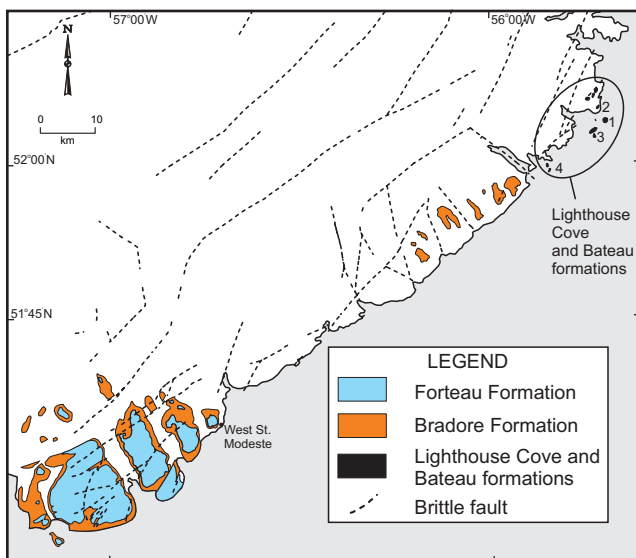 57°00'W
56°00'W
N
0 10
km
2
1
3
4
52°00'N
Lighthouse
Cove
and Bateau
formations
51°45'N
LEGEND
Forteau Formation
Bradore Formation
Lighthouse Cove and
Bateau formations
Brittle fault
West St.
Modeste